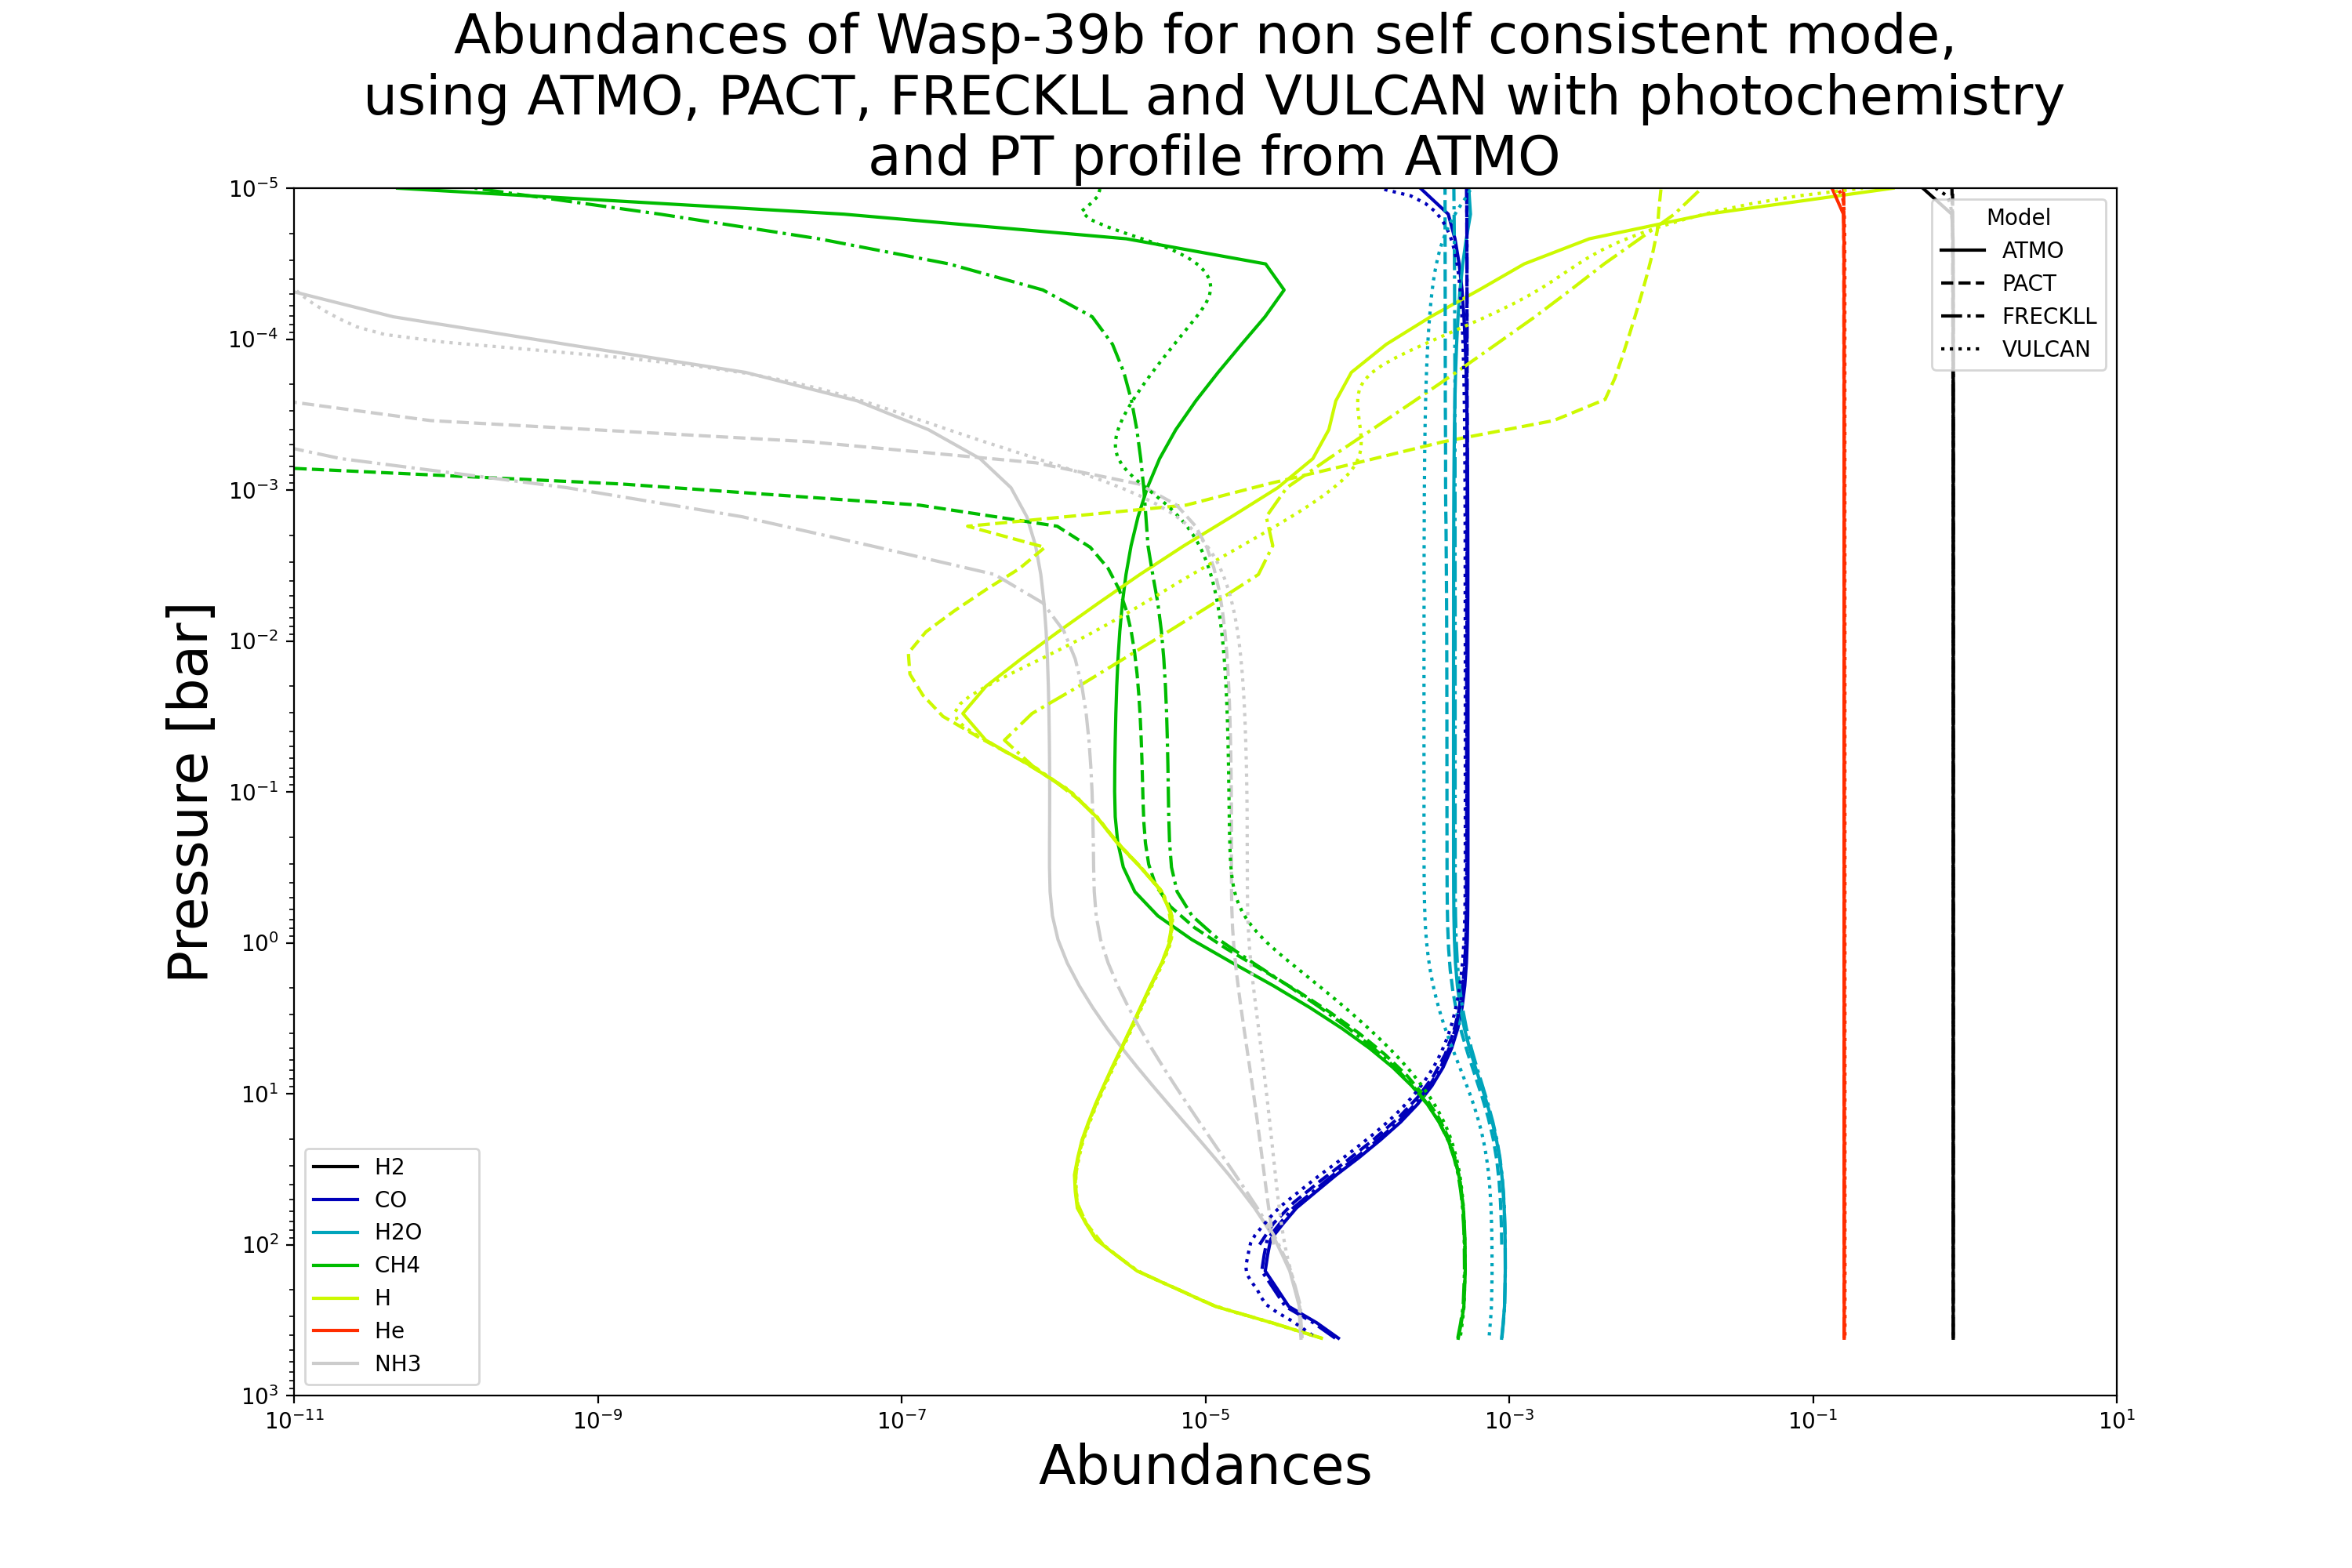 Abundances of Wasp-39b for non self consistent mode,
using ATMO, PACT, FRECKLL and VULCAN with photochemistry
and PT profile from ATMO
Pressure [bar]
10⁻⁵
10⁻⁴
10⁻³
10⁻²
10⁻¹
10⁰
10¹
10²
10³
Model
ATMO
PACT
FRECKLL
VULCAN
H2
CO
H2O
CH4
H
He
NH3
10⁻¹¹
10⁻⁹
10⁻⁷
10⁻⁵
10⁻³
10⁻¹
10¹
Abundances